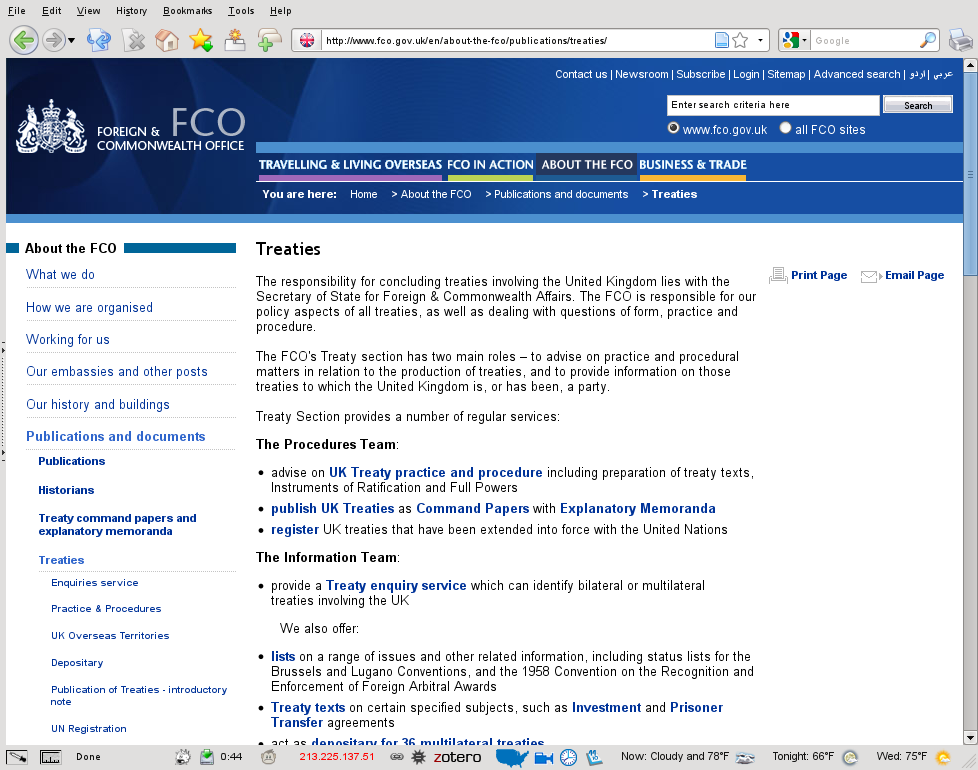 File Edit View History Bookmarks Tools Help
http://www.fco.gov.uk/en/about-the-fco/publications/treaties/ Google
Contact us | Newsroom | Subscribe | Login | Sitemap | Advanced search | اردو | عربي
Enter search criteria here Search
www.fco.gov.uk all FCO sites
FOREIGN & COMMONWEALTH OFFICE FCO
TRAVELLING & LIVING OVERSEAS FCO IN ACTION ABOUT THE FCO BUSINESS & TRADE
You are here: Home > About the FCO > Publications and documents > Treaties
About the FCO
What we do
How we are organised
Working for us
Our embassies and other posts
Our history and buildings
Publications and documents
Publications
Historians
Treaty command papers and
explanatory memoranda
Treaties
Enquiries service
Practice & Procedures
UK Overseas Territories
Depositary
Publication of Treaties - introductory
note
UN Registration
Treaties
Print Page Email Page
The responsibility for concluding treaties involving the United Kingdom lies with the
Secretary of State for Foreign & Commonwealth Affairs. The FCO is responsible for our
policy aspects of all treaties, as well as dealing with questions of form, practice and
procedure.
The FCO's Treaty section has two main roles – to advise on practice and procedural
matters in relation to the production of treaties, and to provide information on those
treaties to which the United Kingdom is, or has been, a party.
Treaty Section provides a number of regular services:
The Procedures Team:
• advise on UK Treaty practice and procedure including preparation of treaty texts,
Instruments of Ratification and Full Powers
• publish UK Treaties as Command Papers with Explanatory Memoranda
• register UK treaties that have been extended into force with the United Nations
The Information Team:
• provide a Treaty enquiry service which can identify bilateral or multilateral
treaties involving the UK
We also offer:
• lists on a range of issues and other related information, including status lists for the
Brussels and Lugano Conventions, and the 1958 Convention on the Recognition and
Enforcement of Foreign Arbitral Awards
• Treaty texts on certain specified subjects, such as Investment and Prisoner
Transfer agreements
• act as depositary for 36 multilateral treaties
Done 0:44 213.225.137.51 zotero Now: Cloudy and 78°F Tonight: 66°F Wed: 75°F